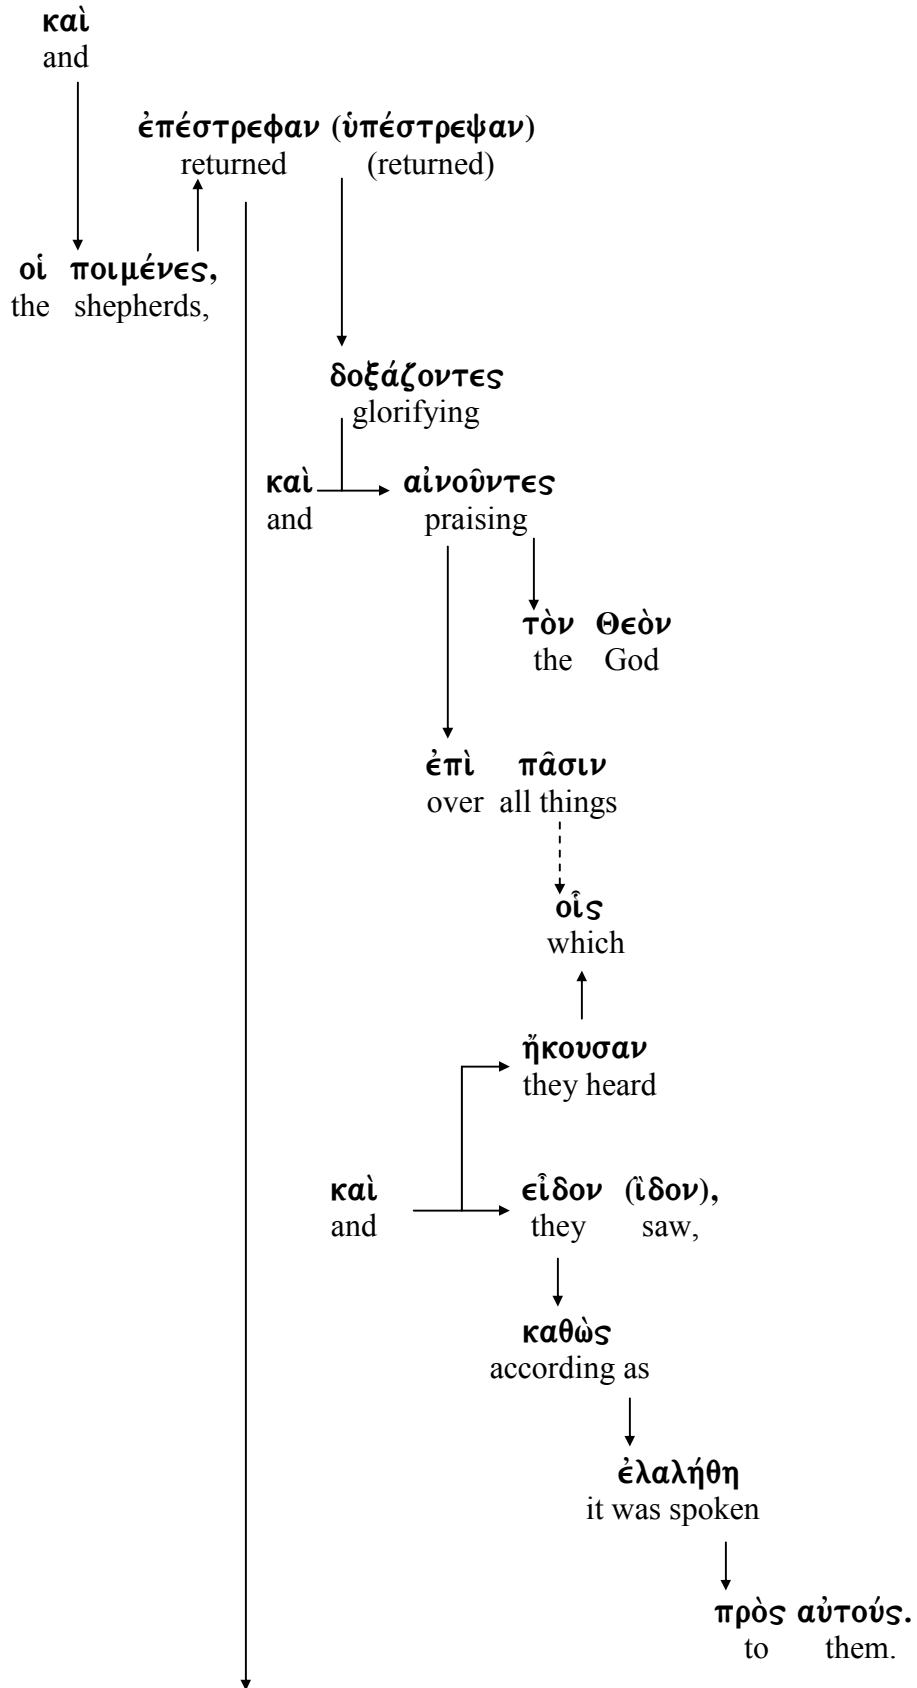 καὶ
and
ἐπέστρεφαν (ὑπέστρεψαν)
returned (returned)
οἱ ποιμένες,
the shepherds,
δοξάζοντες
glorifying
καὶ αἰνοῦντες
and praising
τὸν Θεὸν
the God
ἐπὶ πᾶσιν
over all things
οἷς
which
ἤκουσαν
they heard
καὶ εἶδον (ἲδον),
and they saw,
καθὼς
according as
ἐλαλήθη
it was spoken
πρὸς αὐτούς.
to them.